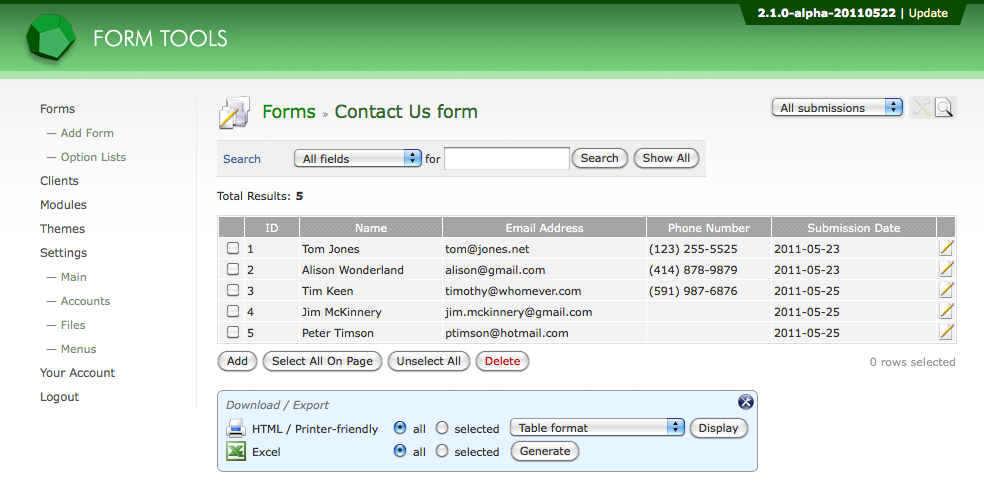 2.1.0-alpha-20110522 | Update
FORM TOOLS
Forms
— Add Form
— Option Lists
Clients
Modules
Themes
Settings
— Main
— Accounts
— Files
— Menus
Your Account
Logout
Forms » Contact Us form
All submissions
Search All fields for Search Show All
Total Results: 5
ID Name Email Address Phone Number Submission Date
1 Tom Jones tom@jones.net (123) 255-5525 2011-05-23
2 Alison Wonderland alison@gmail.com (414) 878-9879 2011-05-23
3 Tim Keen timothy@whomever.com (591) 987-6876 2011-05-25
4 Jim McKinnery jim.mckinnery@gmail.com 2011-05-25
5 Peter Timson ptimson@hotmail.com 2011-05-25
Add Select All On Page Unselect All Delete 0 rows selected
Download / Export
HTML / Printer-friendly all selected Table format Display
Excel all selected Generate